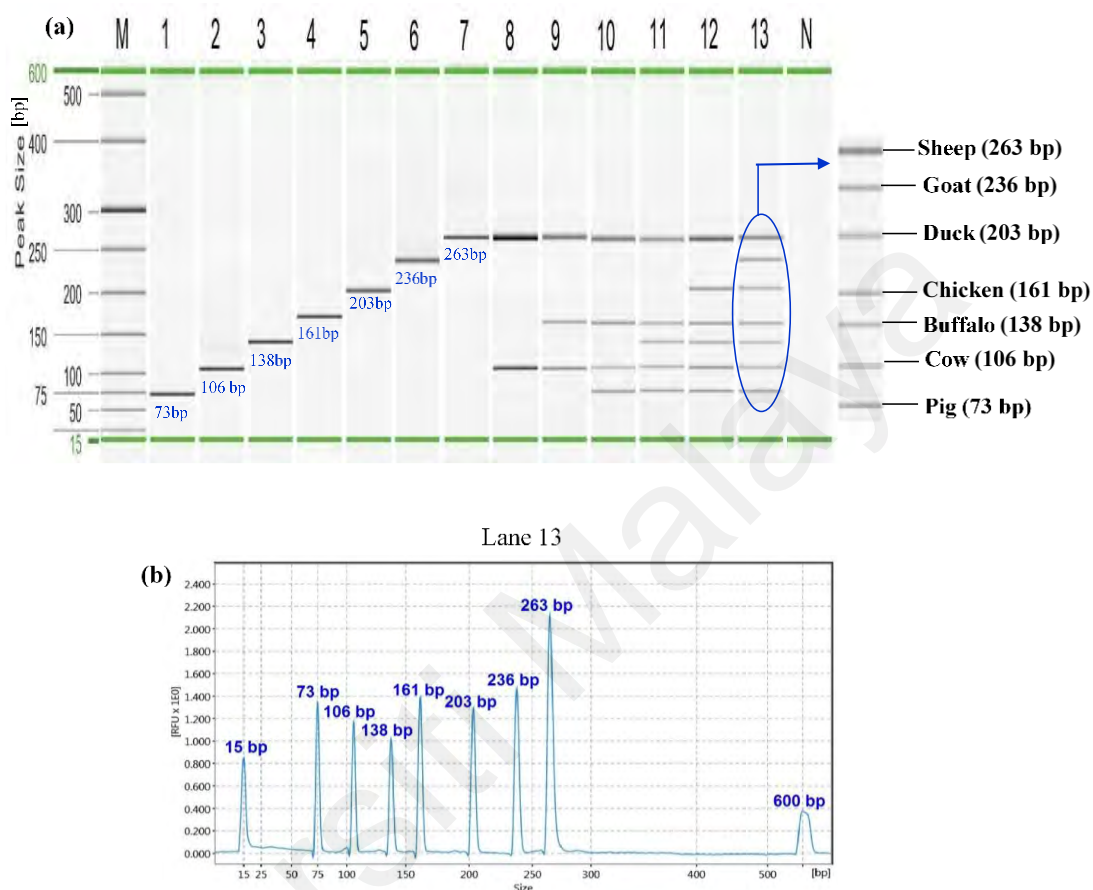 (a) M 1 2 3 4 5 6 7 8 9 10 11 12 13 N
Peak Size [bp]
600
500
400
300
250
200
150
100
75
50
15
73bp
106 bp
138bp
161bp
203bp
236bp
263bp
Sheep (263 bp)
Goat (236 bp)
Duck (203 bp)
Chicken (161 bp)
Buffalo (138 bp)
Cow (106 bp)
Pig (73 bp)
Lane 13
(b)
[RFU x 1E0]
2.400
2.200
2.000
1.800
1.600
1.400
1.200
1.000
0.800
0.600
0.400
0.200
0.000
15 bp
73 bp
106 bp
138 bp
161 bp
203 bp
236 bp
263 bp
600 bp
15 25 50 75 100 150 200 250 300 400 500 [bp]
Size
rsiti Malaya